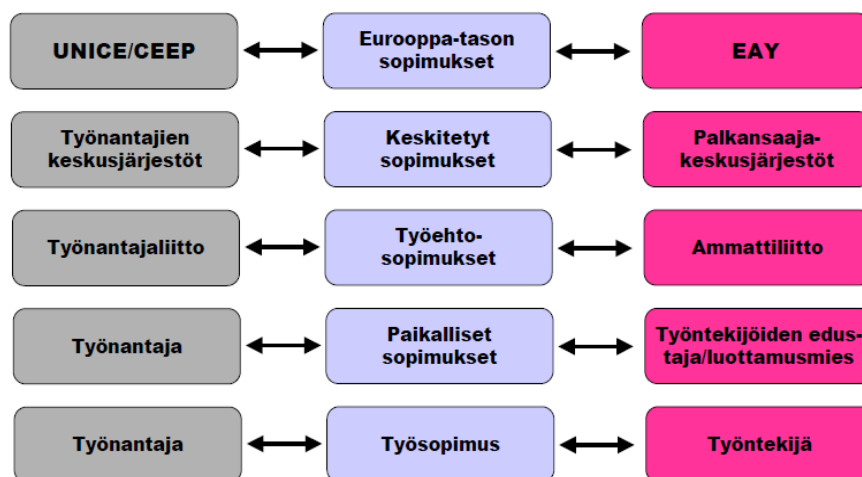 UNICE/CEEP
Eurooppa-tason
sopimukset
EAY
Työnantajien
keskusjärjestöt
Keskitetyt
sopimukset
Palkansaaja-
keskusjärjestöt
Työnantajaliitto
Työehto-
sopimukset
Ammattiliitto
Työnantaja
Paikalliset
sopimukset
Työntekijöiden edus-
taja/luottamusmies
Työnantaja
Työsopimus
Työntekijä